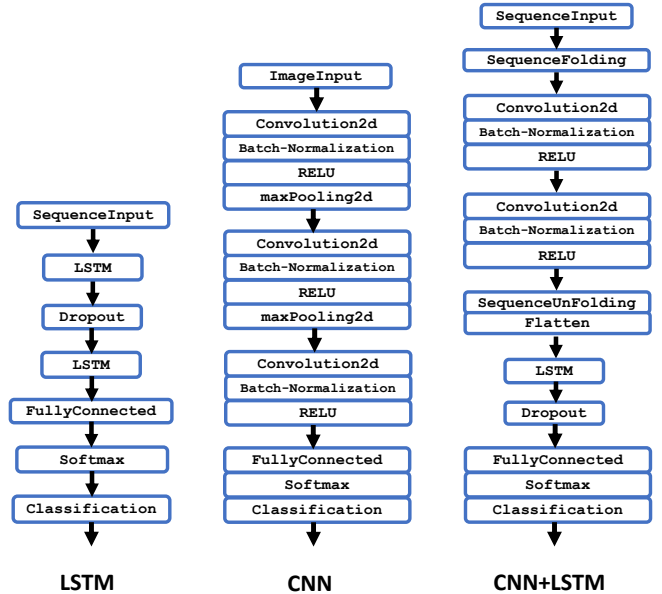 SequenceInput
LSTM
Dropout
LSTM
FullyConnected
Softmax
Classification
LSTM
ImageInput
Convolution2d
Batch-Normalization
RELU
maxPooling2d
Convolution2d
Batch-Normalization
RELU
maxPooling2d
Convolution2d
Batch-Normalization
RELU
FullyConnected
Softmax
Classification
CNN
SequenceInput
SequenceFolding
Convolution2d
Batch-Normalization
RELU
Convolution2d
Batch-Normalization
RELU
SequenceUnFolding
Flatten
LSTM
Dropout
FullyConnected
Softmax
Classification
CNN+LSTM